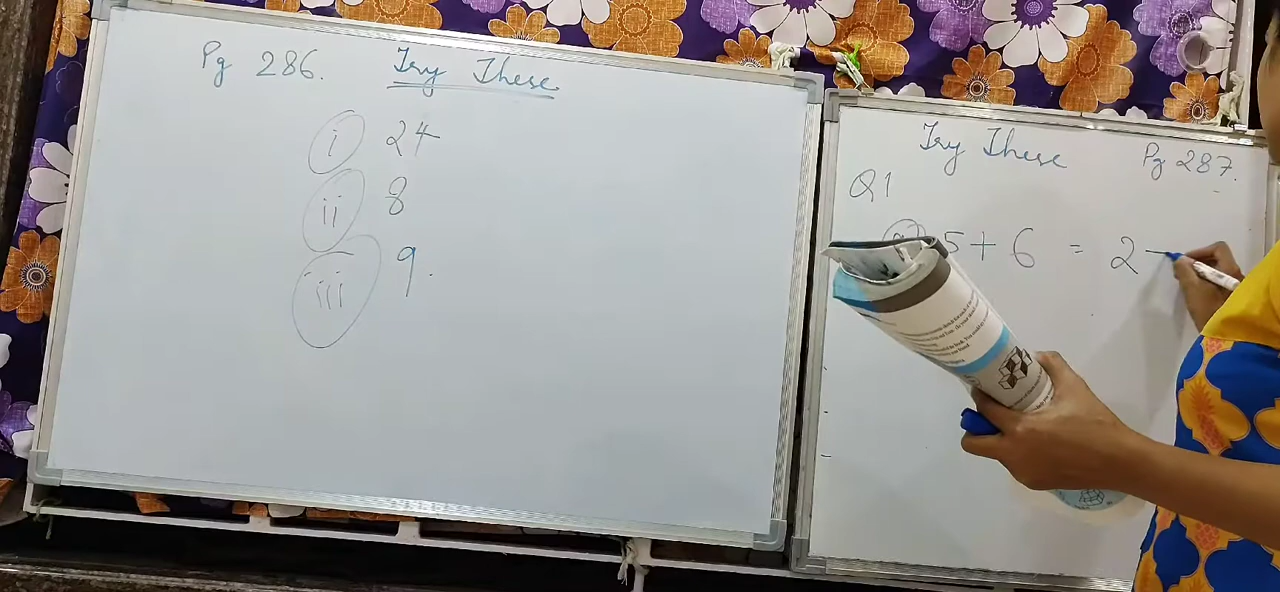 Pg 286. Try These
i 24
ii 8
iii 9.
Try These Pg 287.
Q1
5 + 6 = 2 -